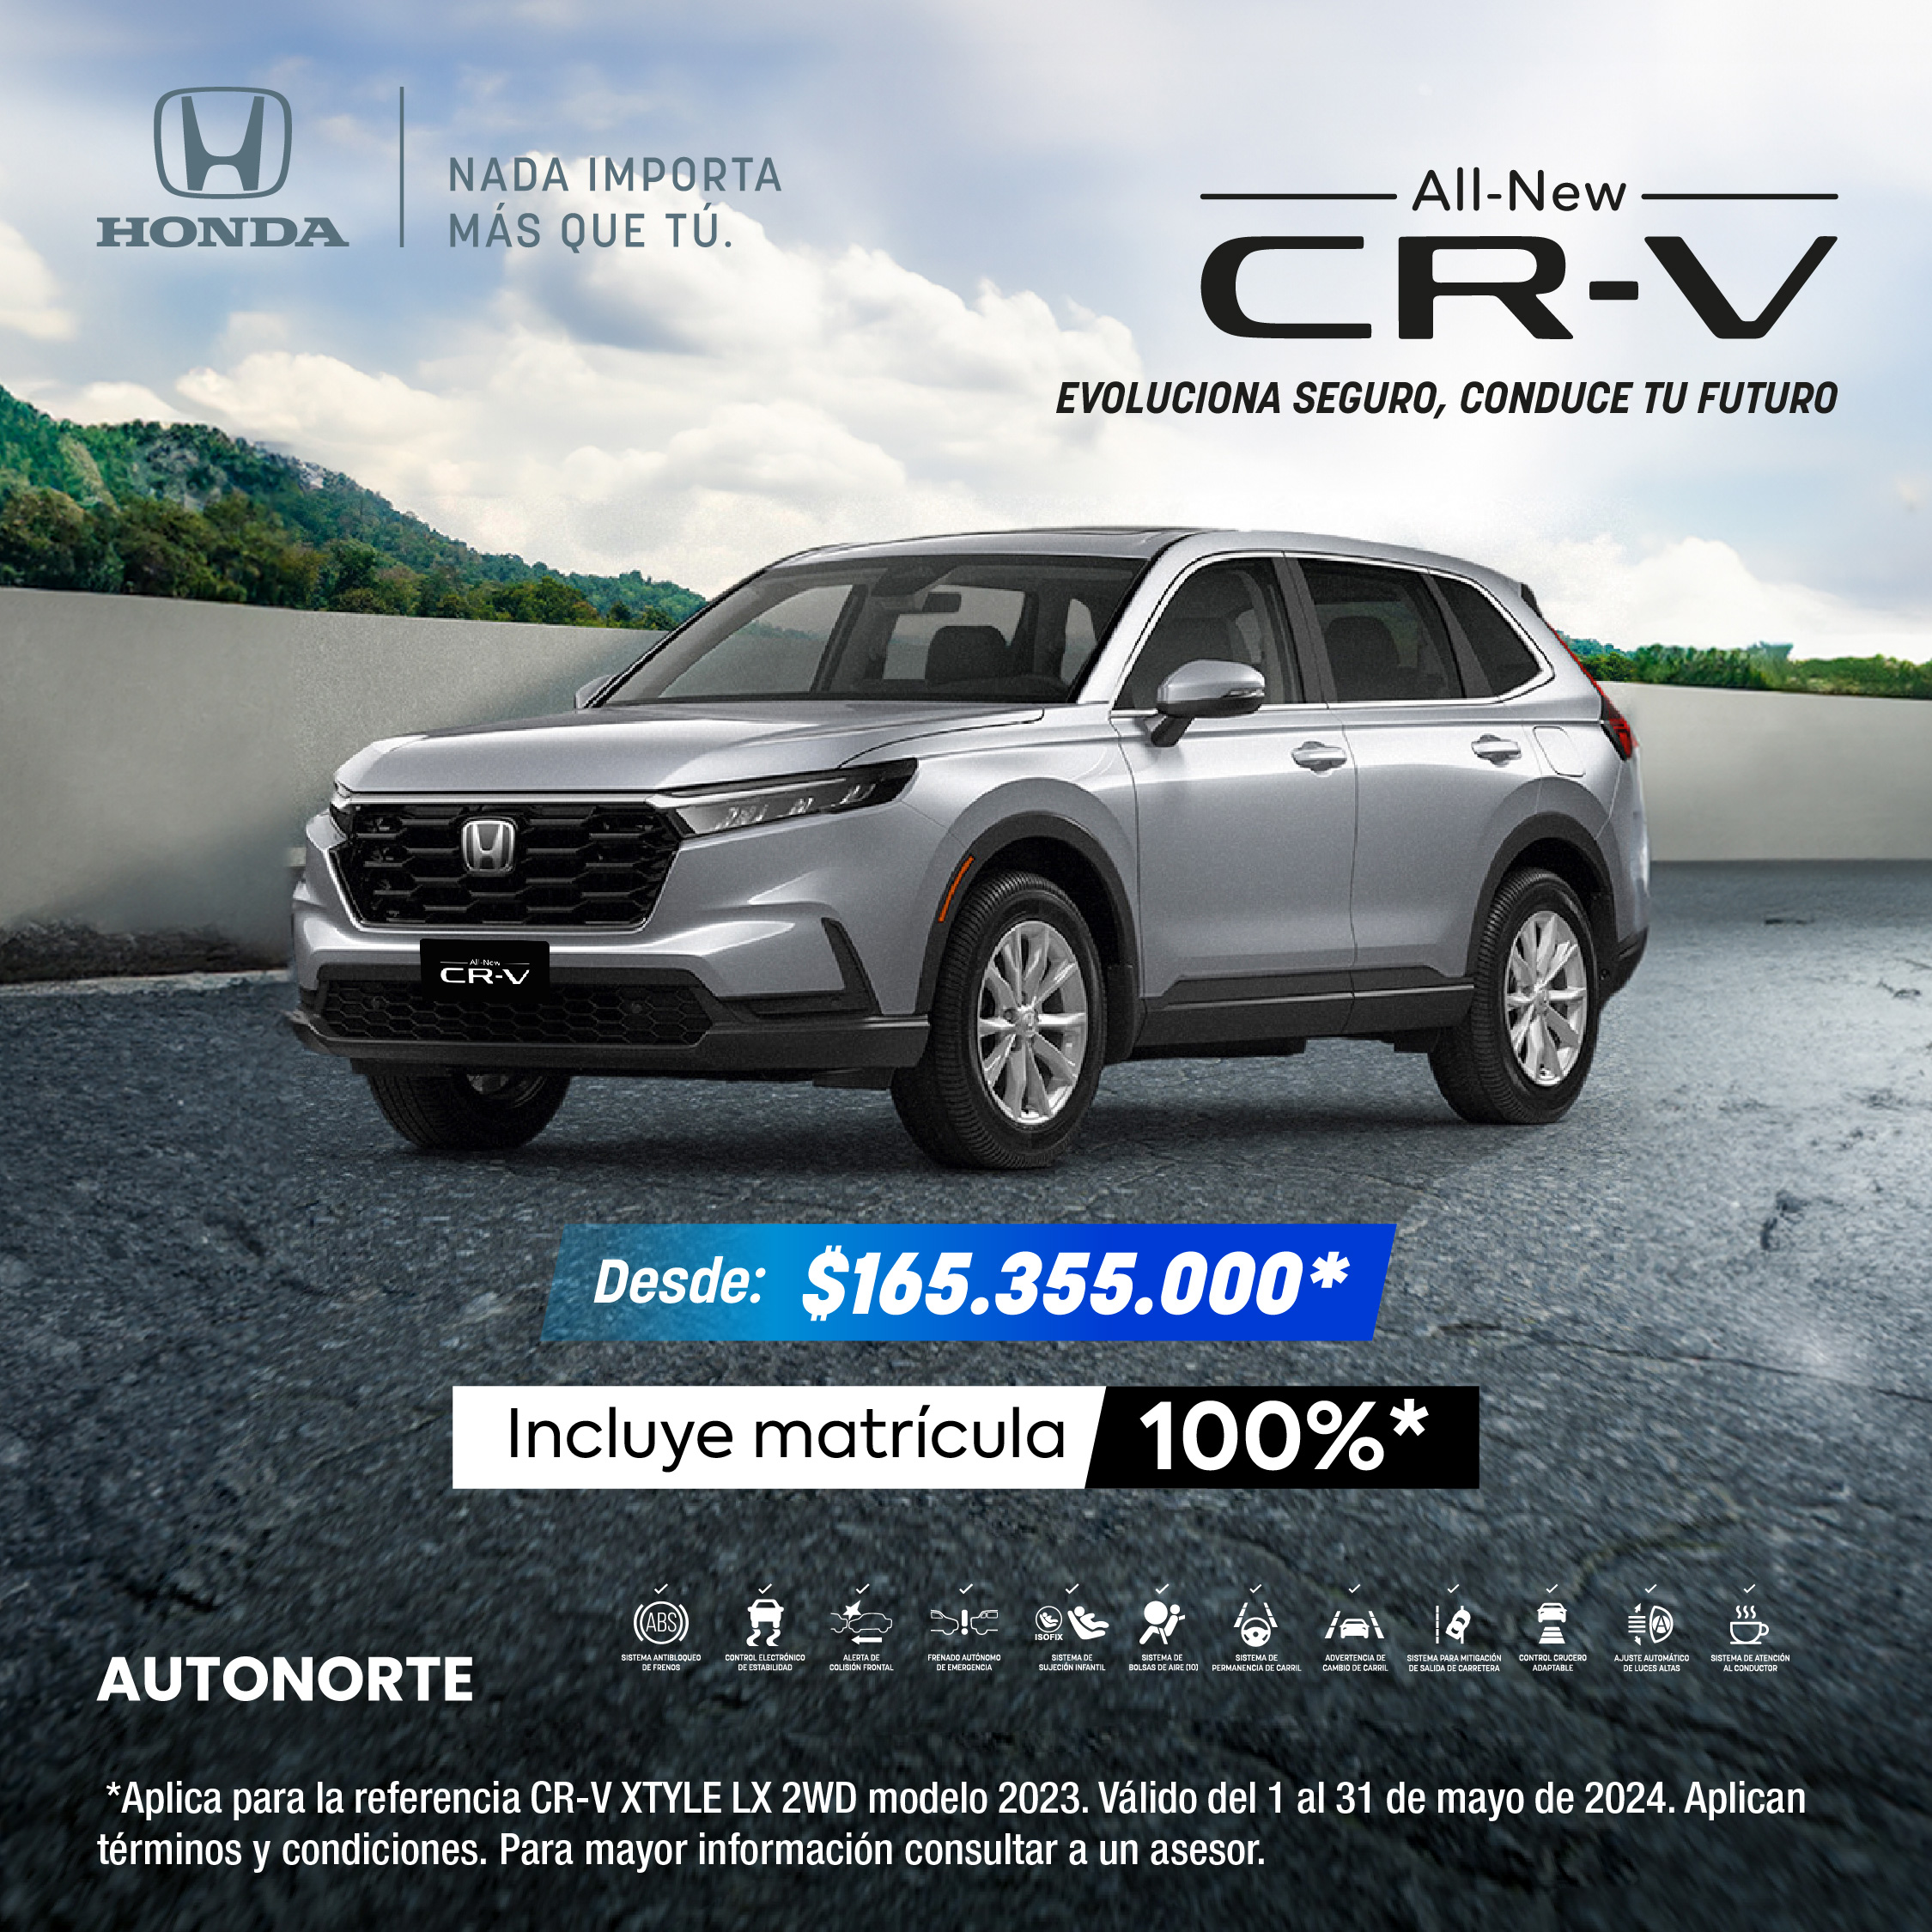 HONDA
NADA IMPORTA
MÁS QUE TÚ.
All-New
CR-V
EVOLUCIONA SEGURO, CONDUCE TU FUTURO
All-New
CR-V
Desde: $165.355.000*
Incluye matrícula 100%*
ABS
ISOFIX
SISTEMA ANTIBLOQUEO
DE FRENOS
CONTROL ELECTRÓNICO
DE ESTABILIDAD
ALERTA DE
COLISIÓN FRONTAL
FRENADO AUTÓNOMO
DE EMERGENCIA
SISTEMA DE
SUJECIÓN INFANTIL
SISTEMA DE
BOLSAS DE AIRE (10)
SISTEMA DE
PERMANENCIA DE CARRIL
ADVERTENCIA DE
CAMBIO DE CARRIL
SISTEMA PARA MITIGACIÓN
DE SALIDA DE CARRETERA
CONTROL CRUCERO
ADAPTABLE
AJUSTE AUTOMÁTICO
DE LUCES ALTAS
SISTEMA DE ATENCIÓN
AL CONDUCTOR
AUTONORTE
*Aplica para la referencia CR-V XTYLE LX 2WD modelo 2023. Válido del 1 al 31 de mayo de 2024. Aplican
términos y condiciones. Para mayor información consultar a un asesor.